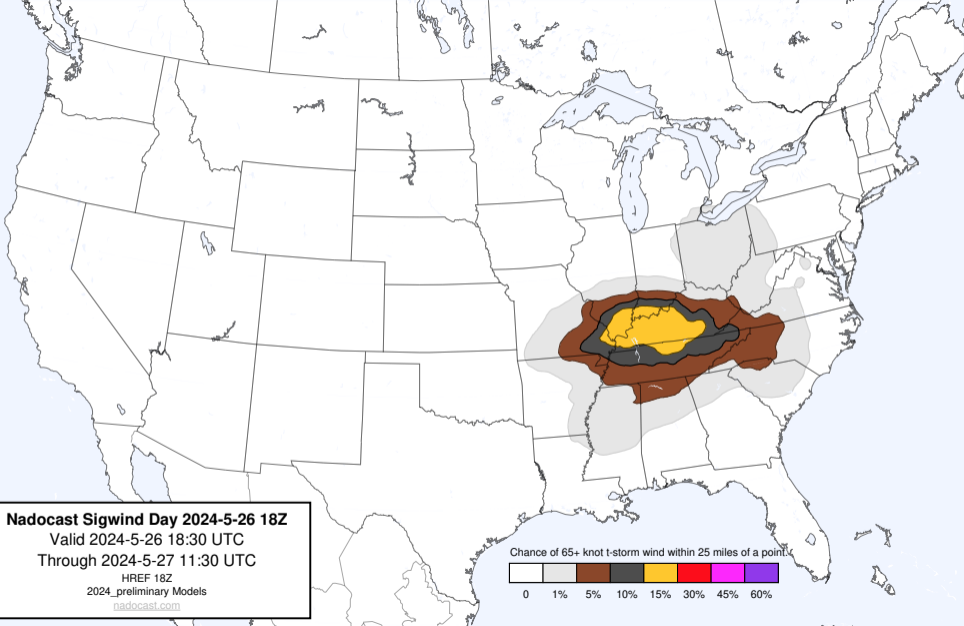 Nadocast Sigwind Day 2024-5-26 18Z
Valid 2024-5-26 18:30 UTC
Through 2024-5-27 11:30 UTC
HREF 18Z
2024_preliminary Models
nadocast.com
Chance of 65+ knot t-storm wind within 25 miles of a point.
0 1% 5% 10% 15% 30% 45% 60%